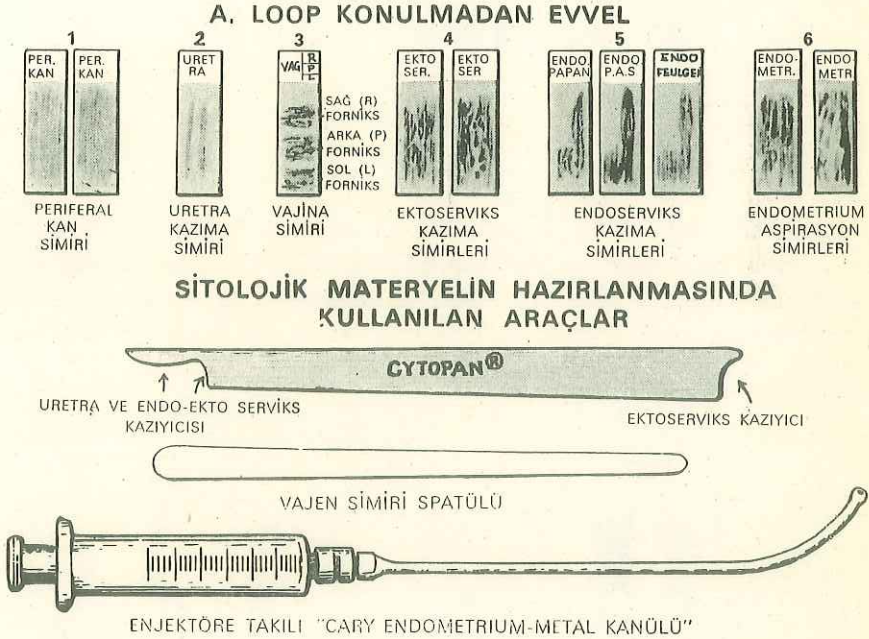 A. LOOP KONULMADAN EVVEL
1 2 3 4 5 6
PER.
KAN
PER.
KAN
URET
RA
VAG
R
P
L
EKTO
SER.
EKTO
SER
ENDO.
PAPAN
ENDO
P.A.S
ENDO
FEULGEN
ENDO-
METR.
ENDO-
METR
SAĞ (R)
FORNİKS
ARKA (P)
FORNİKS
SOL (L)
FORNİKS
PERİFERAL
KAN
SİMİRİ
URETRA
KAZIMA
SİMİRİ
VAJİNA
SİMİRİ
EKTOSERVİKS
KAZIMA
SİMİRLERİ
ENDOSERVİKS
KAZIMA
SİMİRLERİ
ENDOMETRIUM
ASPİRASYON
SİMİRLERİ
SİTOLOJİK MATERYELİN HAZIRLANMASINDA
KULLANILAN ARAÇLAR
CYTOPAN®
URETRA VE ENDO-EKTO SERVİKS
KAZIYICISI
EKTOSERVİKS KAZIYICI
VAJEN SİMİRİ SPATÜLÜ
ENJEKTÖRE TAKILI "CARY ENDOMETRIUM-METAL KANÜLÜ"